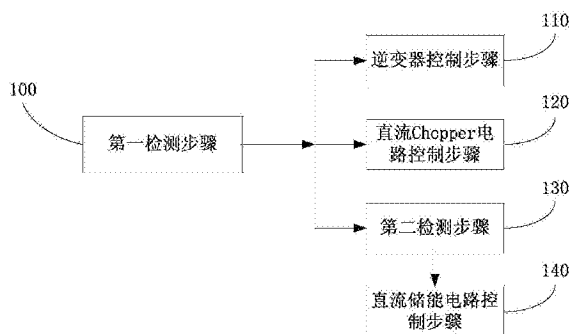 110
逆变器控制步骤
100
120
第一检测步骤
直流Chopper电
路控制步骤
130
第二检测步骤
140
直流储能电路控
制步骤